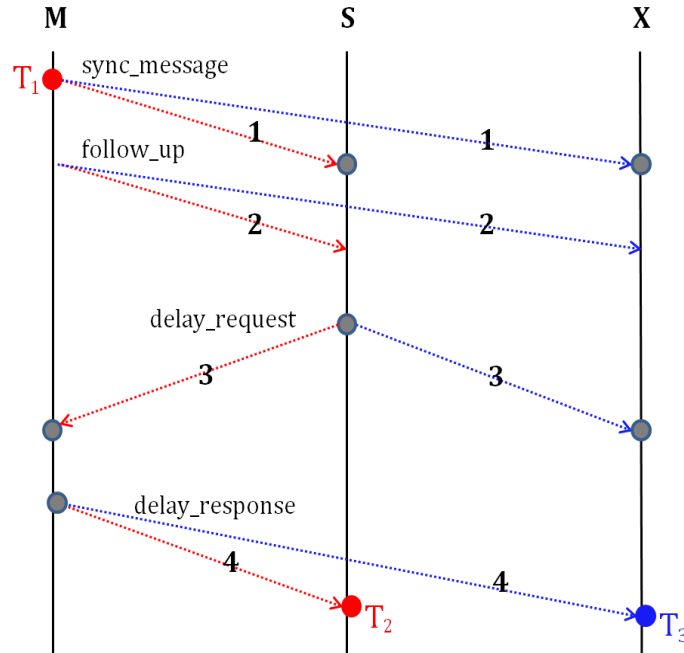 M S X
T₁ sync_message
1 1
follow_up
2 2
delay_request
3 3
delay_response
4 4
T₂ T₃